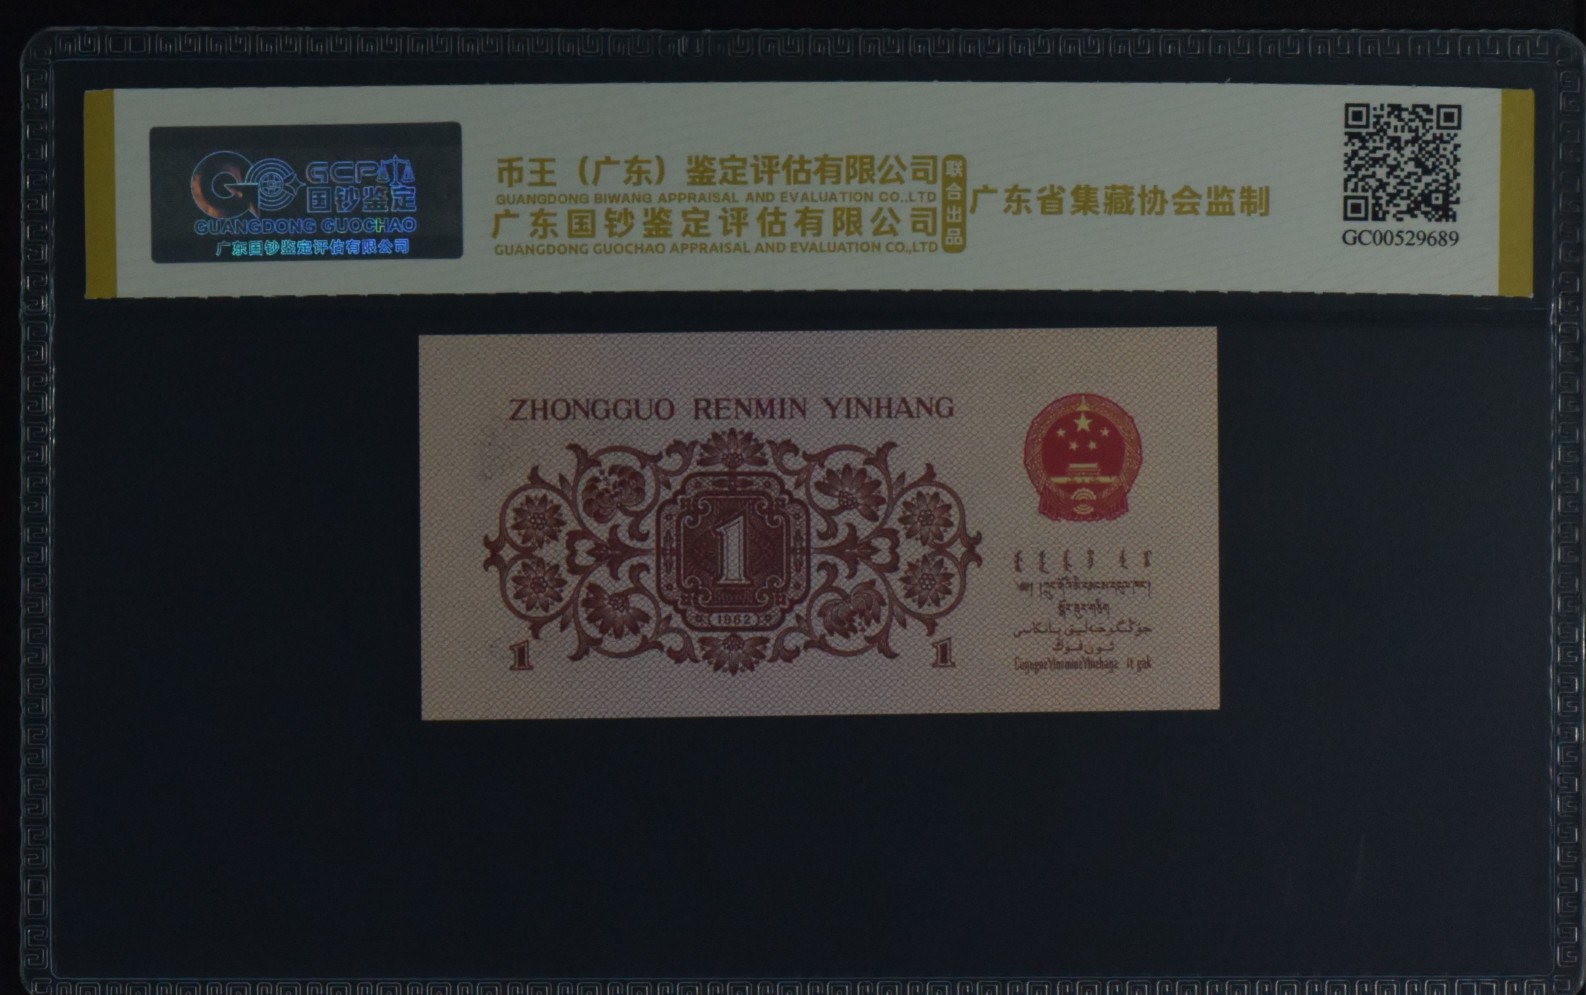 GCP
国钞鉴定
GUANGDONG GUOCHAO
广东国钞鉴定评估有限公司
币王（广东）鉴定评估有限公司
GUANGDONG BIWANG APPRAISAL AND EVALUATION CO.,LTD
广东国钞鉴定评估有限公司
GUANGDONG GUOCHAO APPRAISAL AND EVALUATION CO.,LTD
联合出品
广东省集藏协会监制
GC00529689
ZHONGGUO RENMIN YINHANG
1
1962
1
1